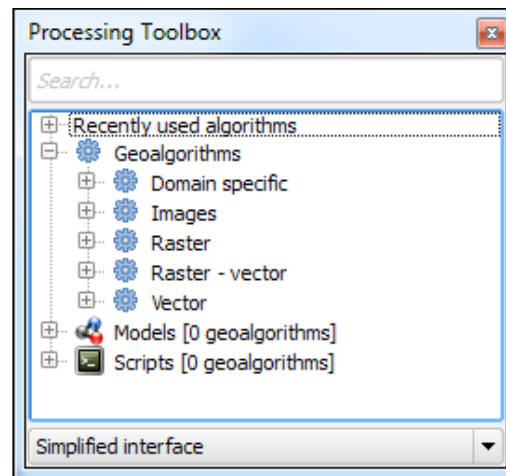 Processing Toolbox
Search...
Recently used algorithms
Geoalgorithms
Domain specific
Images
Raster
Raster - vector
Vector
Models [0 geoalgorithms]
Scripts [0 geoalgorithms]
Simplified interface